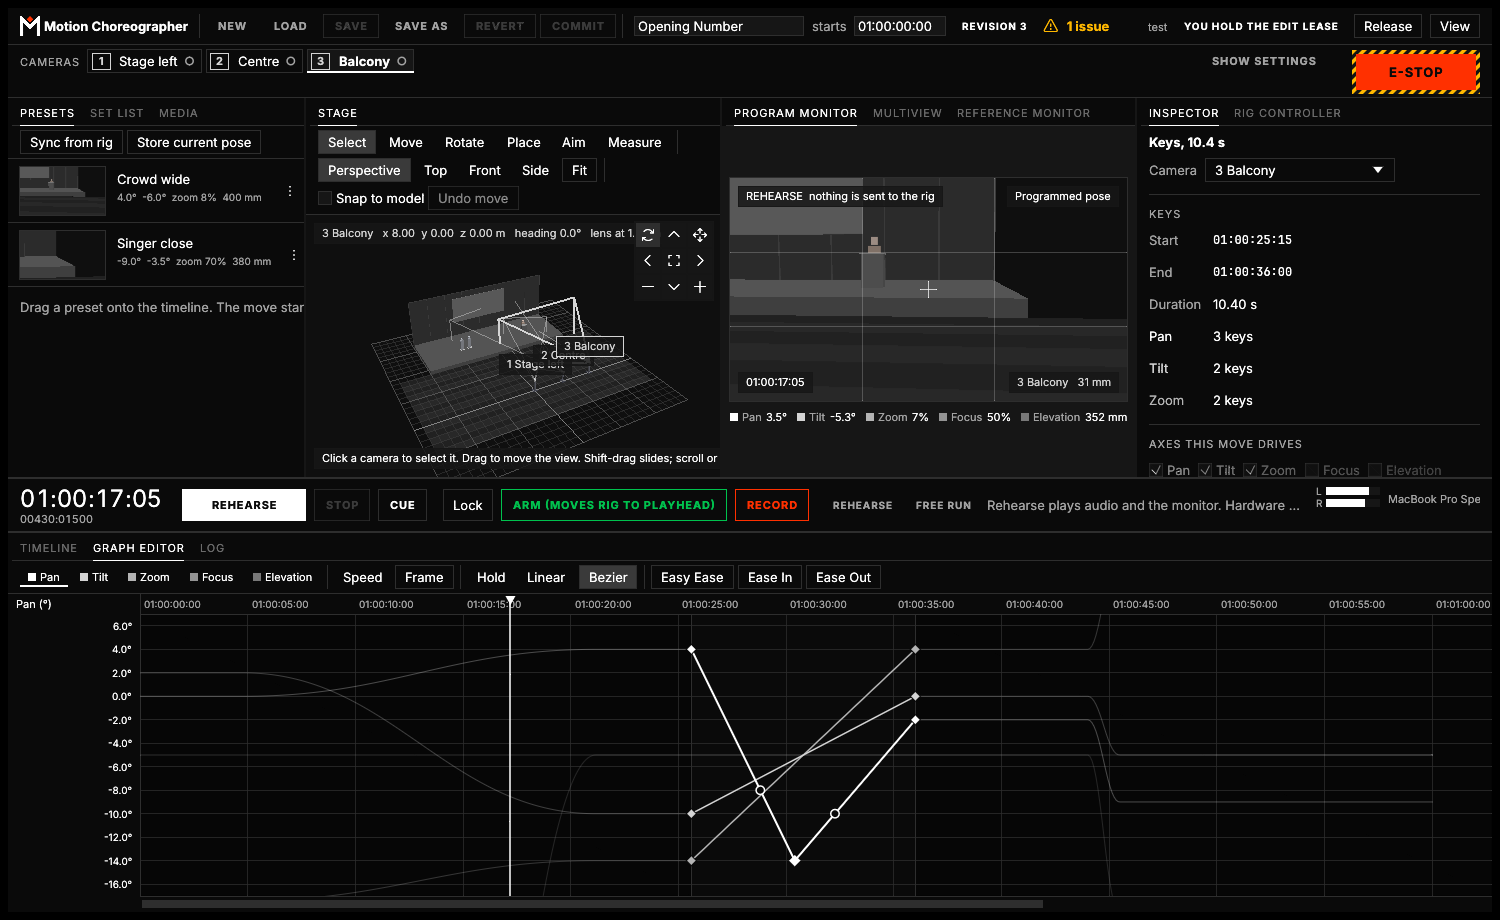 Motion Choreographer NEW LOAD SAVE SAVE AS REVERT COMMIT Opening Number starts 01:00:00:00 REVISION 3 1 issue test YOU HOLD THE EDIT LEASE Release View
CAMERAS 1 Stage left 2 Centre 3 Balcony SHOW SETTINGS E-STOP
PRESETS SET LIST MEDIA
Sync from rig Store current pose
Crowd wide
4.0° -6.0° zoom 8% 400 mm
Singer close
-9.0° -3.5° zoom 70% 380 mm
Drag a preset onto the timeline. The move star
STAGE
Select Move Rotate Place Aim Measure
Perspective Top Front Side Fit
Snap to model Undo move
3 Balcony x 8.00 y 0.00 z 0.00 m heading 0.0° lens at 1.
3 Balcony
2 Centre
1 Stage left
Click a camera to select it. Drag to move the view. Shift-drag slides; scroll or
PROGRAM MONITOR MULTIVIEW REFERENCE MONITOR
REHEARSE nothing is sent to the rig Programmed pose
01:00:17:05 3 Balcony 31 mm
Pan 3.5° Tilt -5.3° Zoom 7% Focus 50% Elevation 352 mm
INSPECTOR RIG CONTROLLER
Keys, 10.4 s
Camera 3 Balcony
KEYS
Start 01:00:25:15
End 01:00:36:00
Duration 10.40 s
Pan 3 keys
Tilt 2 keys
Zoom 2 keys
AXES THIS MOVE DRIVES
Pan Tilt Zoom Focus Elevation
01:00:17:05
00430:01500
REHEARSE STOP CUE Lock ARM (MOVES RIG TO PLAYHEAD) RECORD REHEARSE FREE RUN Rehearse plays audio and the monitor. Hardware ... L R MacBook Pro Spe
TIMELINE GRAPH EDITOR LOG
Pan Tilt Zoom Focus Elevation Speed Frame Hold Linear Bezier Easy Ease Ease In Ease Out
Pan (°) 01:00:00:00 01:00:05:00 01:00:10:00 01:00:15:00 01:00:20:00 01:00:25:00 01:00:30:00 01:00:35:00 01:00:40:00 01:00:45:00 01:00:50:00 01:00:55:00 01:01:00:00
6.0°
4.0°
2.0°
0.0°
-2.0°
-4.0°
-6.0°
-8.0°
-10.0°
-12.0°
-14.0°
-16.0°